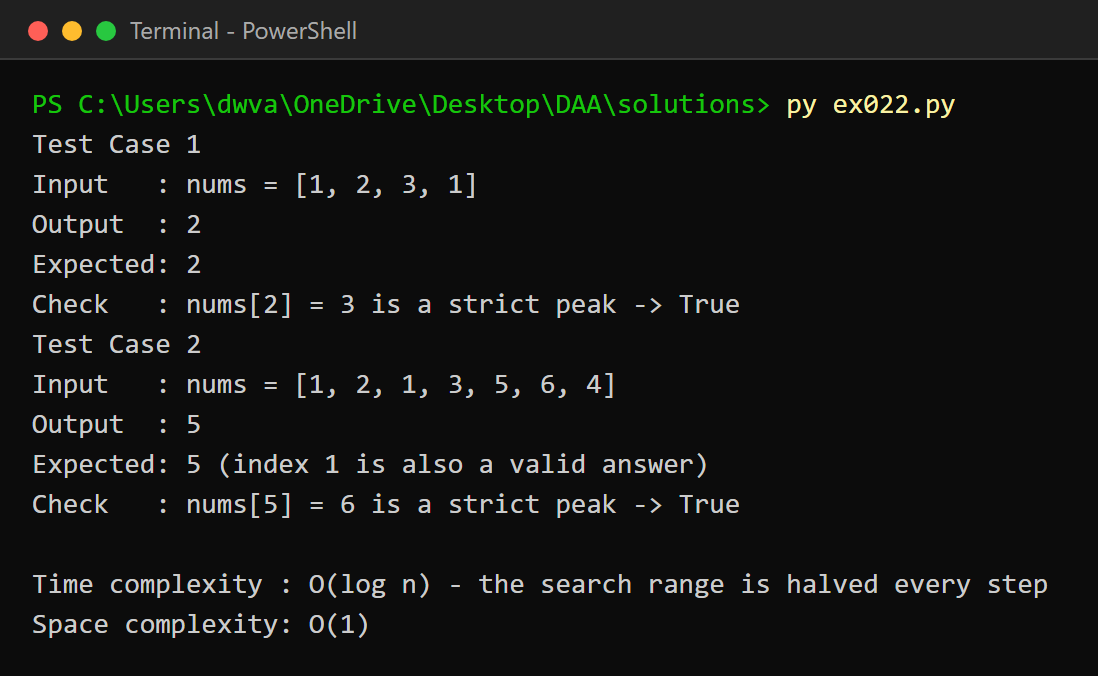 Terminal - PowerShell
PS C:\Users\dwva\OneDrive\Desktop\DAA\solutions> py ex022.py
Test Case 1
Input   : nums = [1, 2, 3, 1]
Output  : 2
Expected: 2
Check   : nums[2] = 3 is a strict peak -> True
Test Case 2
Input   : nums = [1, 2, 1, 3, 5, 6, 4]
Output  : 5
Expected: 5 (index 1 is also a valid answer)
Check   : nums[5] = 6 is a strict peak -> True
Time complexity : O(log n) - the search range is halved every step
Space complexity: O(1)